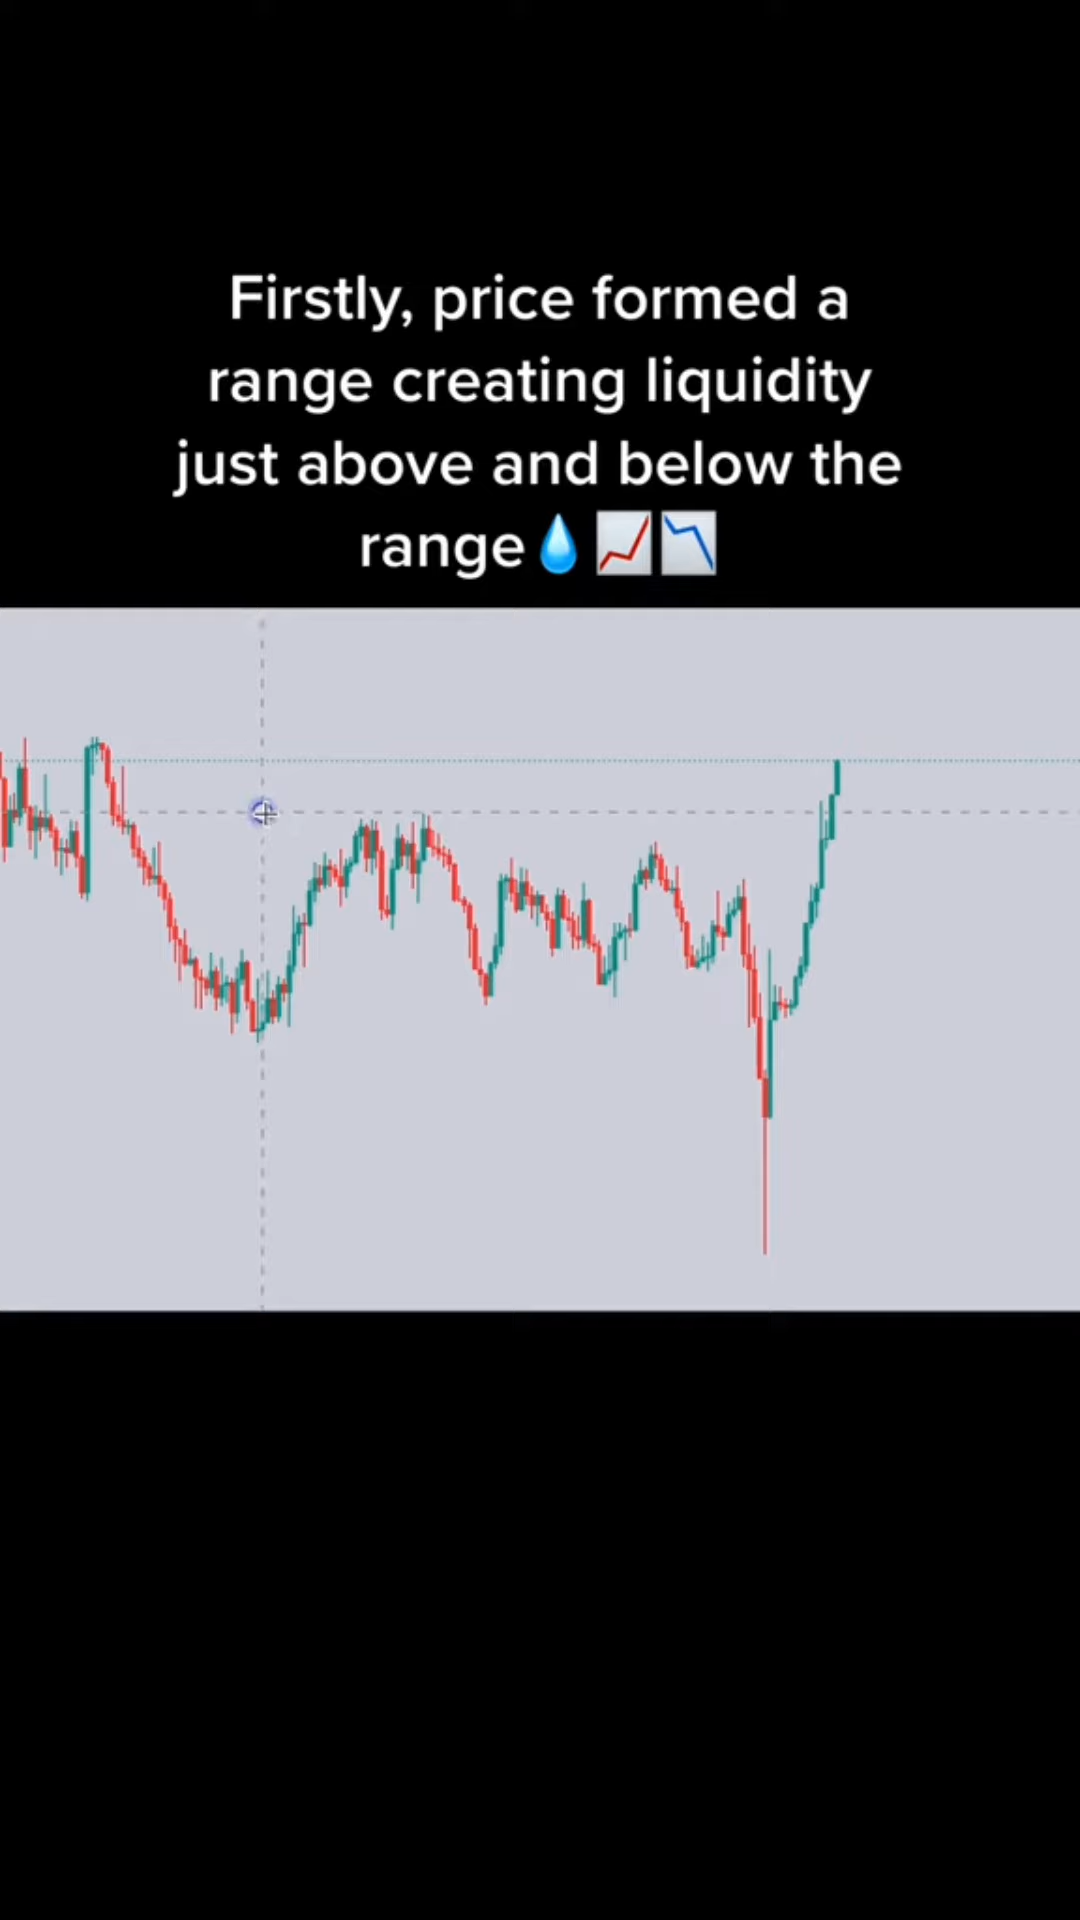 Firstly, price formed a
range creating liquidity
just above and below the
range💧📈📉